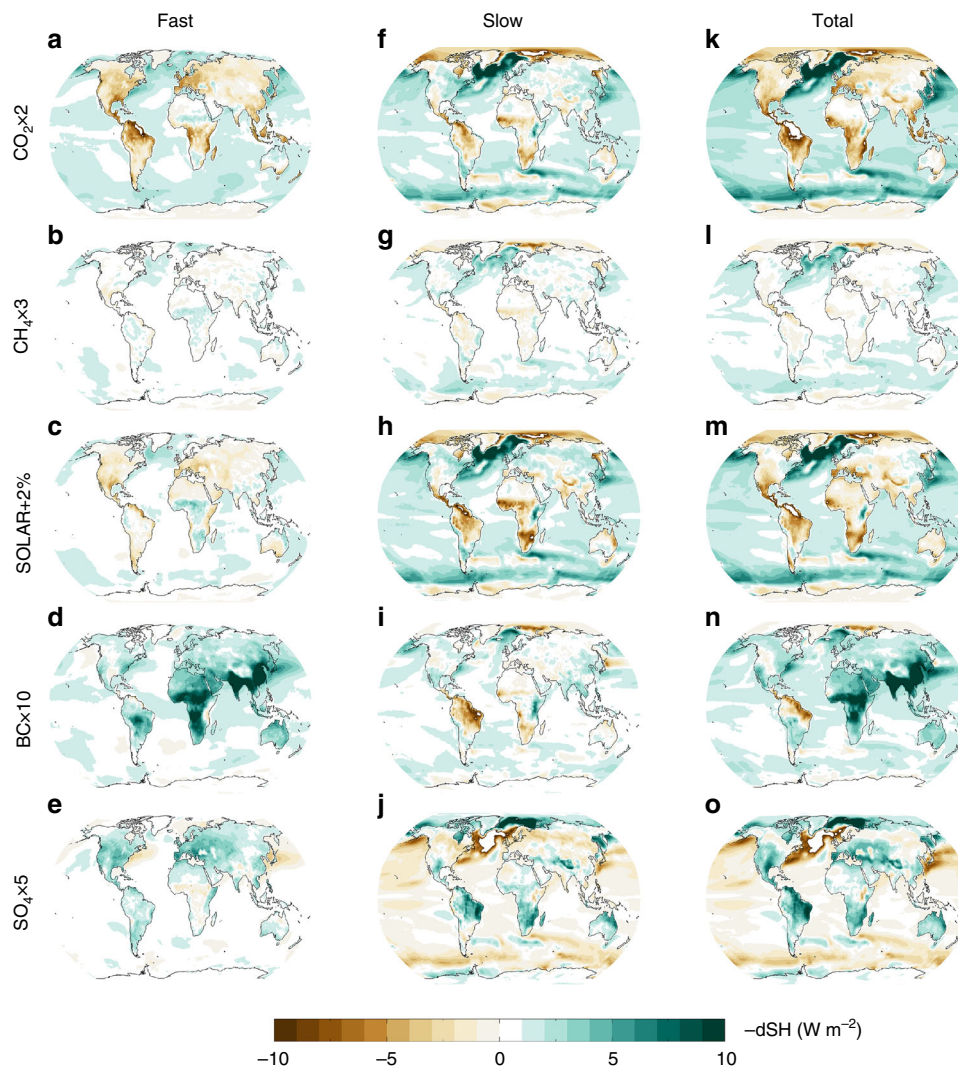 Fast Slow Total
a f k
CO₂×2
b g l
CH₄×3
c h m
SOLAR+2%
d i n
BC×10
e j o
SO₄×5
−dSH (W m⁻²)
−10 −5 0 5 10